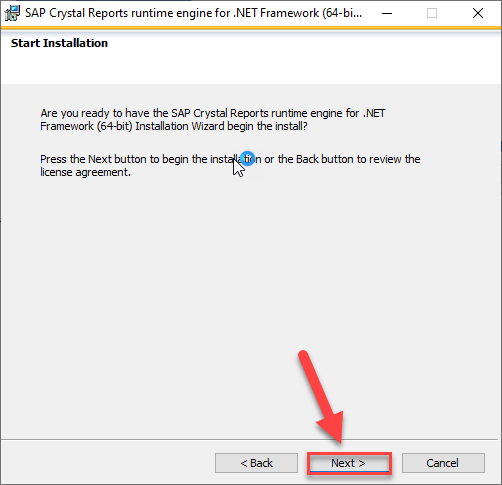 SAP Crystal Reports runtime engine for .NET Framework (64-bi...
Start Installation
Are you ready to have the SAP Crystal Reports runtime engine for .NET
Framework (64-bit) Installation Wizard begin the install?
Press the Next button to begin the installation or the Back button to review the
license agreement.
< Back
Next >
Cancel